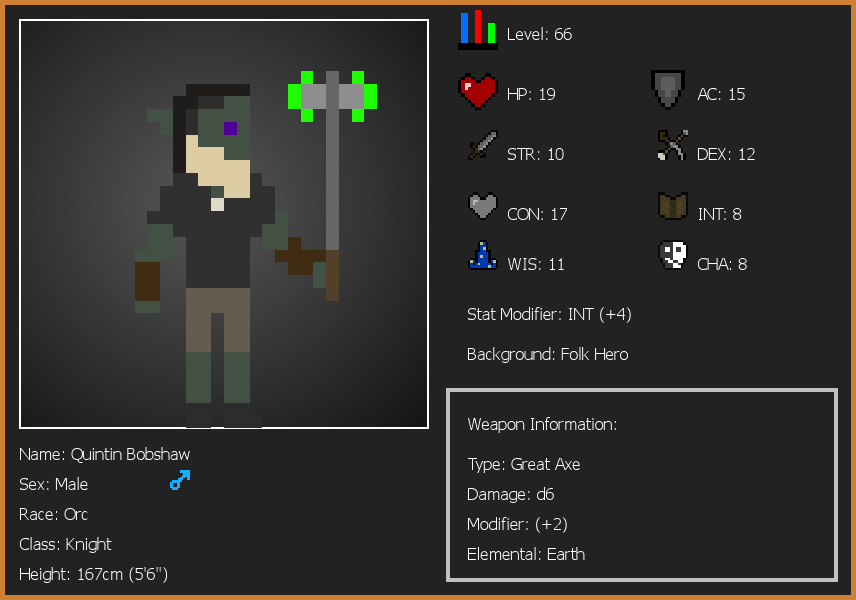 Level: 66
HP: 19
AC: 15
STR: 10
DEX: 12
CON: 17
INT: 8
WIS: 11
CHA: 8
Stat Modifier: INT (+4)
Background: Folk Hero
Weapon Information:
Type: Great Axe
Damage: d6
Modifier: (+2)
Elemental: Earth
Name: Quintin Bobshaw
Sex: Male
Race: Orc
Class: Knight
Height: 167cm (5'6")